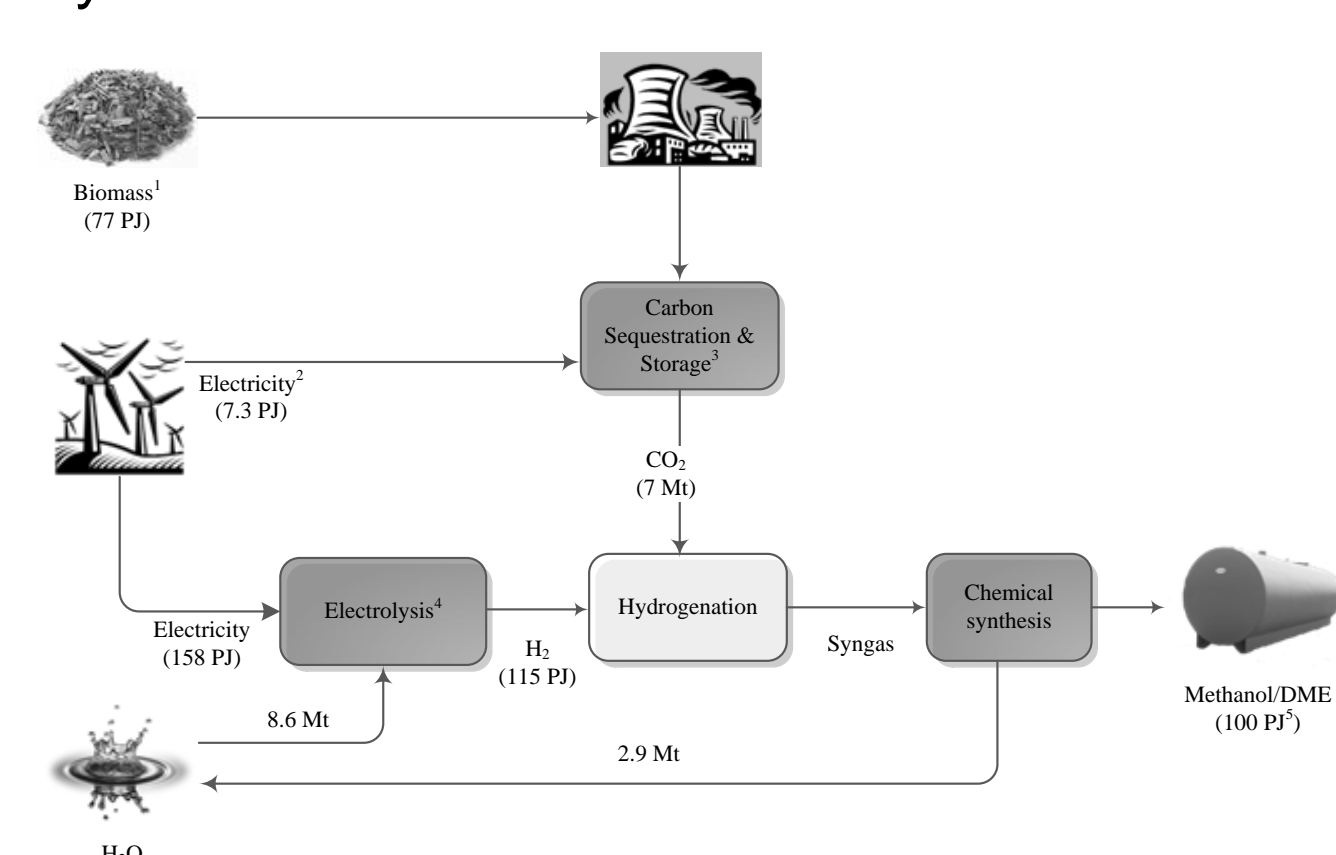 Biomass¹
(77 PJ)
Carbon
Sequestration &
Storage³
Electricity²
(7.3 PJ)
CO₂
(7 Mt)
Electrolysis⁴
Hydrogenation
Chemical
synthesis
Electricity
(158 PJ)
H₂
(115 PJ)
Syngas
Methanol/DME
(100 PJ⁵)
8.6 Mt
2.9 Mt
H₂O